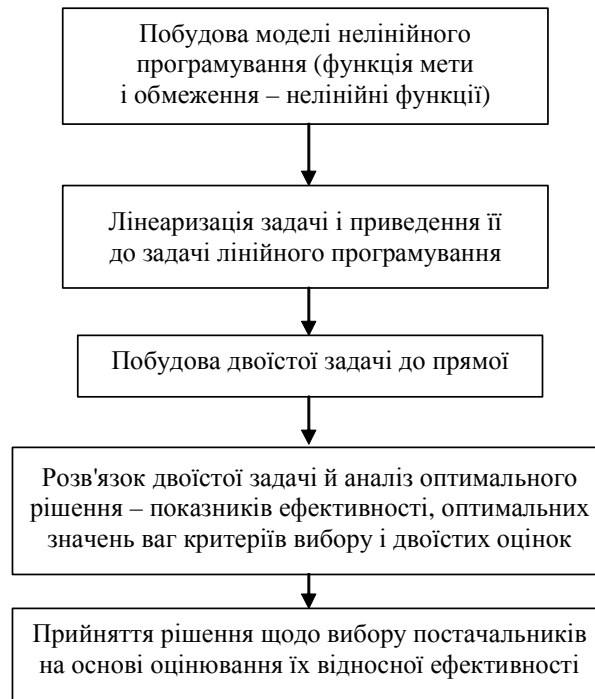 Побудова моделі нелінійного
програмування (функція мети
і обмеження – нелінійні функції)
Лінеаризація задачі і приведення її
до задачі лінійного програмування
Побудова двоїстої задачі до прямої
Розв'язок двоїстої задачі й аналіз оптимального
рішення – показників ефективності, оптимальних
значень ваг критеріїв вибору і двоїстих оцінок
Прийняття рішення щодо вибору постачальників
на основі оцінювання їх відносної ефективності